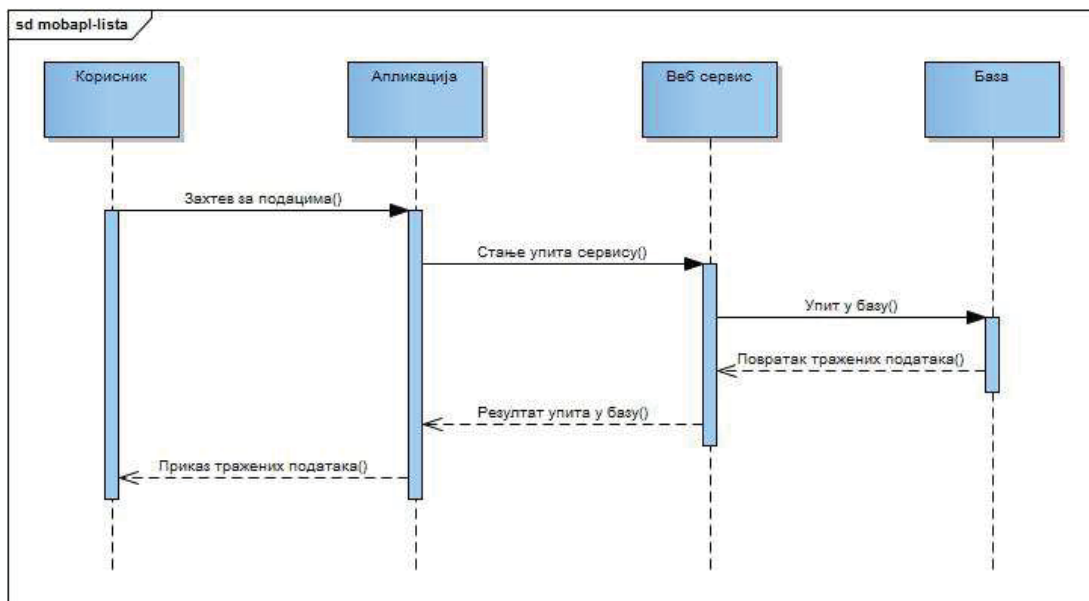 sd mobapl-lista
Корисник
Апликација
Веб сервис
База
Захтев за подацима()
Стање упита сервису()
Упит у базу()
Повратак тражених података()
Резултат упита у базу()
Приказ тражених података()